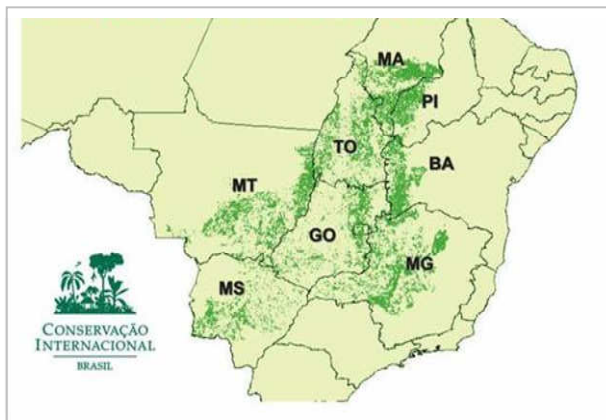 MA
PI
TO
BA
MT
GO
MG
MS
CONSERVAÇÃO
INTERNACIONAL
BRASIL